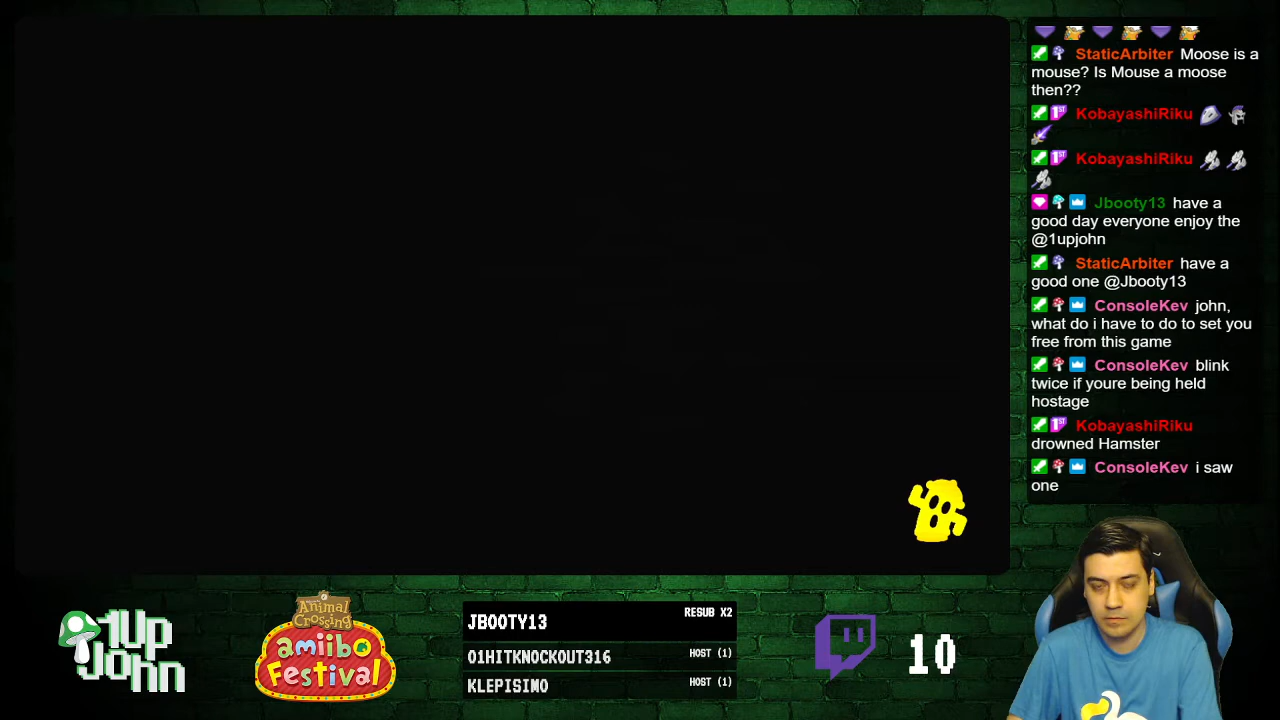 StaticArbiter Moose is a
mouse? Is Mouse a moose
then??
1ST KobayashiRiku
1ST KobayashiRiku
Jbooty13 have a
good day everyone enjoy the
@1upjohn
StaticArbiter have a
good one @Jbooty13
ConsoleKev john,
what do i have to do to set you
free from this game
ConsoleKev blink
twice if youre being held
hostage
1ST KobayashiRiku
drowned Hamster
ConsoleKev i saw
one
1Up
John
Animal
Crossing
amiibo
Festival
JBOOTY13 RESUB X2
01HITKNOCKOUT316 HOST (1)
KLEPISIMO HOST (1)
10